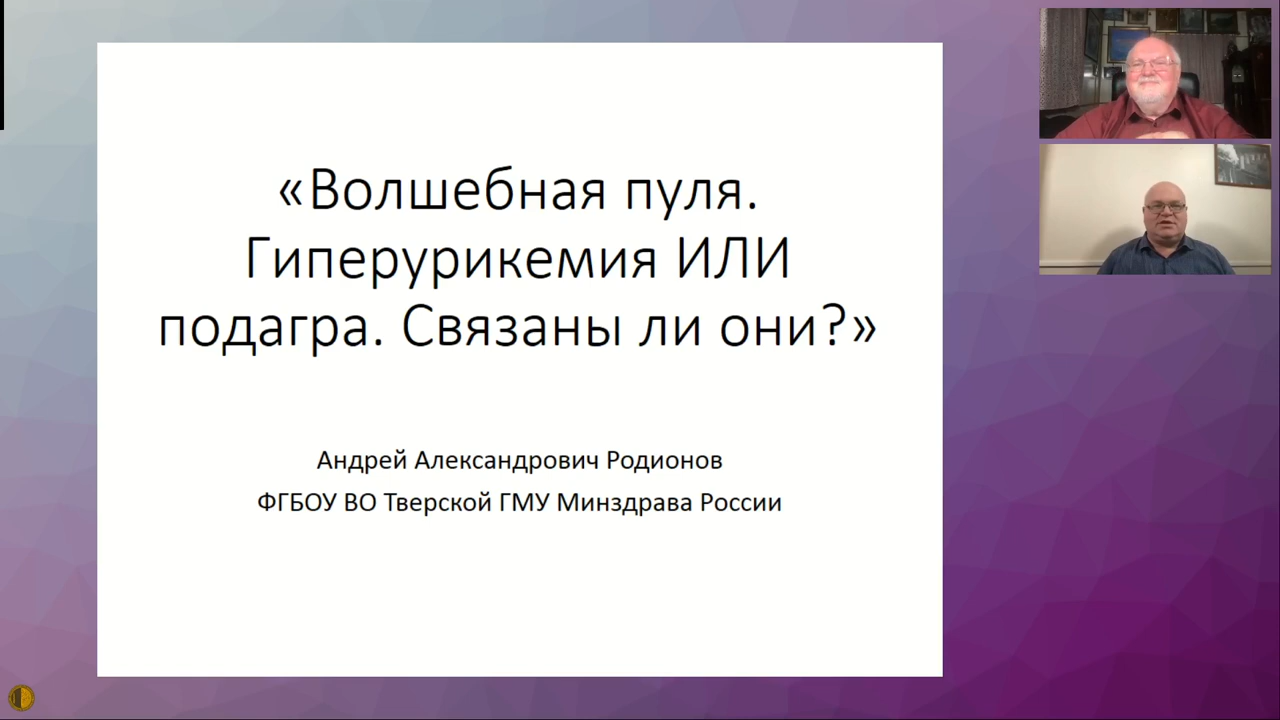 «Волшебная пуля.
Гиперурикемия ИЛИ
подагра. Связаны ли они?»
Андрей Александрович Родионов
ФГБОУ ВО Тверской ГМУ Минздрава России